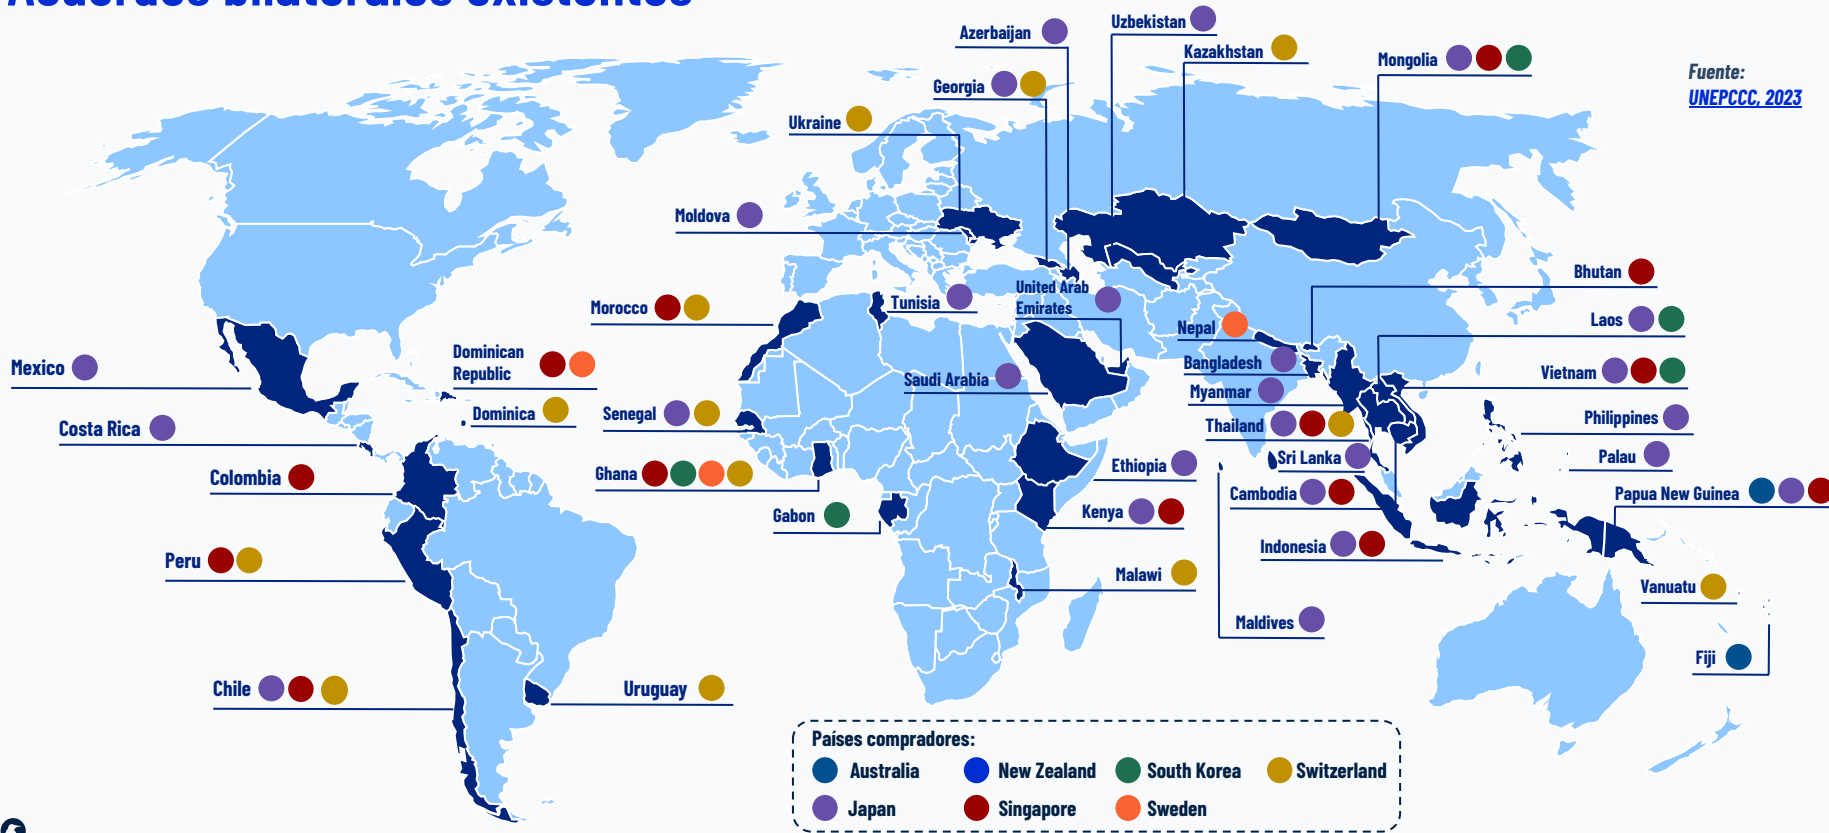 Acuerdos bilaterales existentes
Azerbaijan
Uzbekistan
Kazakhstan
Mongolia
Georgia
Ukraine
Fuente:
UNEPCCC, 2023
Moldova
Bhutan
Morocco
Tunisia
United Arab
Emirates
Nepal
Laos
Mexico
Dominican
Republic
Saudi Arabia
Bangladesh
Vietnam
Myanmar
Dominica
Senegal
Costa Rica
Thailand
Philippines
Sri Lanka
Palau
Colombia
Ghana
Ethiopia
Cambodia
Papua New Guinea
Gabon
Kenya
Indonesia
Peru
Malawi
Vanuatu
Maldives
Fiji
Chile
Uruguay
Países compradores:
Australia
New Zealand
South Korea
Switzerland
Japan
Singapore
Sweden